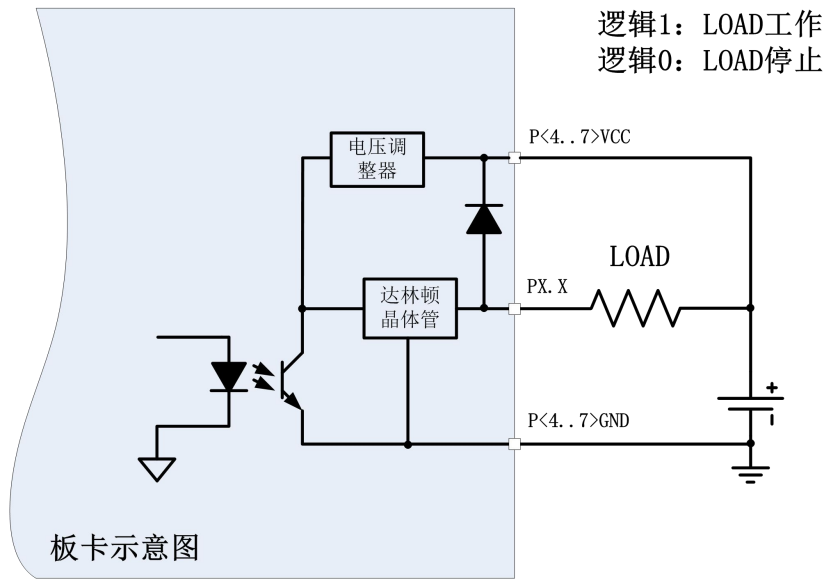 逻辑1：LOAD工作
逻辑0：LOAD停止
P<4..7>VCC
电压调
整器
LOAD
PX.X
达林顿
晶体管
+
P<4..7>GND
板卡示意图